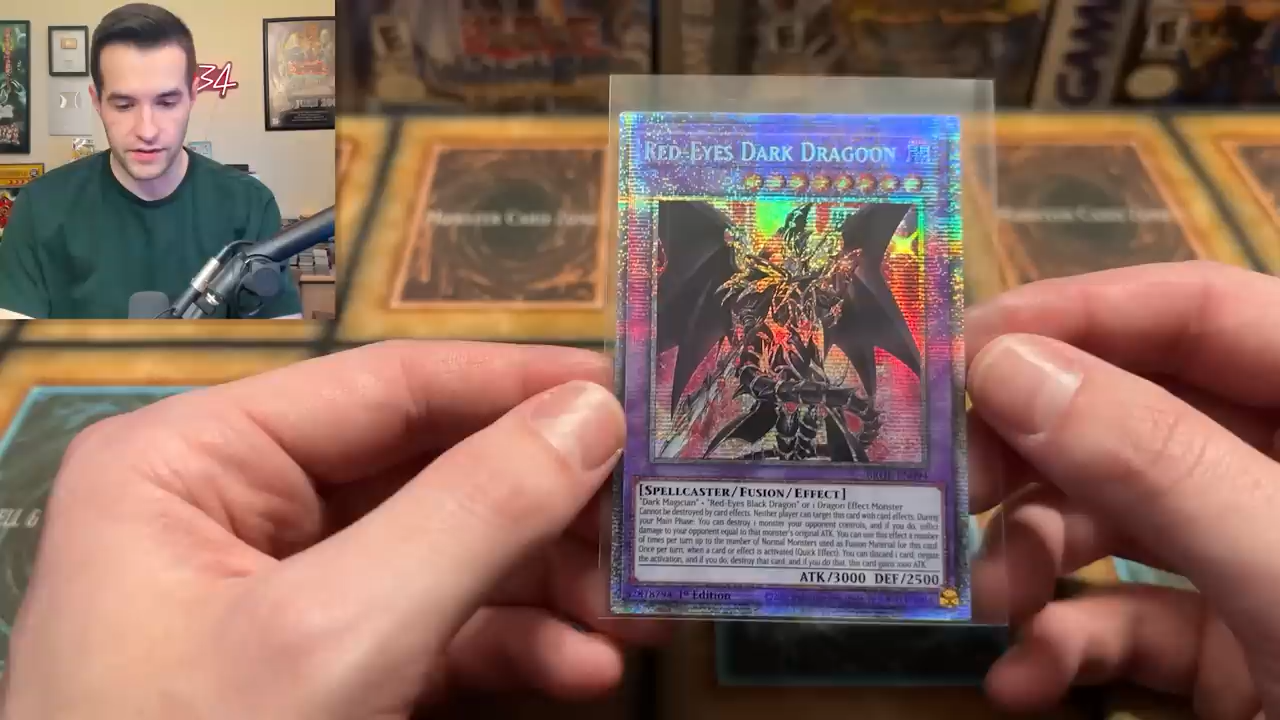 34
GAME
MONSTER CARD ZONE
RED-EYES DARK DRAGOON
[SPELLCASTER/FUSION/EFFECT]
"Dark Magician" + "Red-Eyes Black Dragon" or 1 Dragon Effect Monster
Cannot be destroyed by card effects. Neither player can target this card with card effects. During
your Main Phase: You can destroy 1 monster your opponent controls, and if you do, inflict
damage to your opponent equal to that monster's original ATK. You can use this effect a number
of times per turn up to the number of Normal Monsters used as Fusion Material for this card.
Once per turn, when a card or effect is activated (Quick Effect): You can discard 1 card; negate
the activation, and if you do, destroy that card, and if you do that, this card gains 1000 ATK.
ATK/3000 DEF/2500
1st Edition